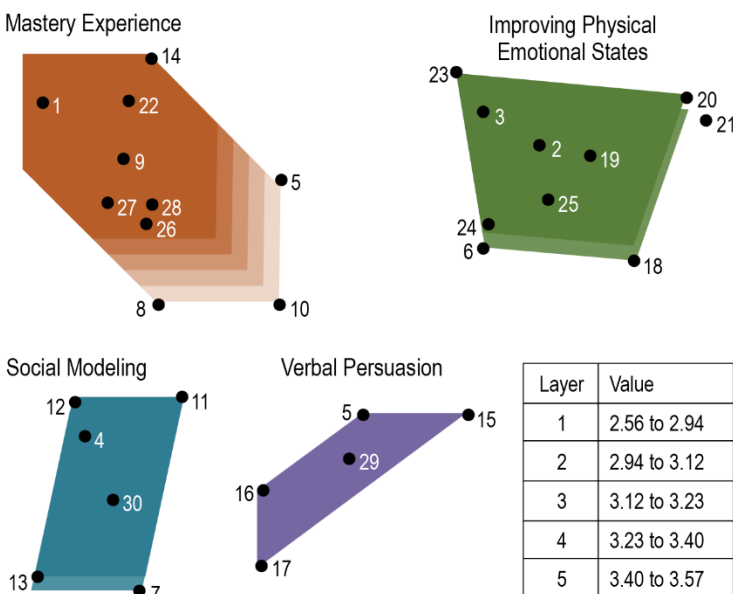 Mastery Experience
14
1
22
9
5
27
28
26
8
10
Improving Physical
Emotional States
23
20
21
3
2
19
25
24
6
18
Social Modeling
12
11
4
30
13
7
Verbal Persuasion
5
15
29
16
17
Layer Value
1 2.56 to 2.94
2 2.94 to 3.12
3 3.12 to 3.23
4 3.23 to 3.40
5 3.40 to 3.57